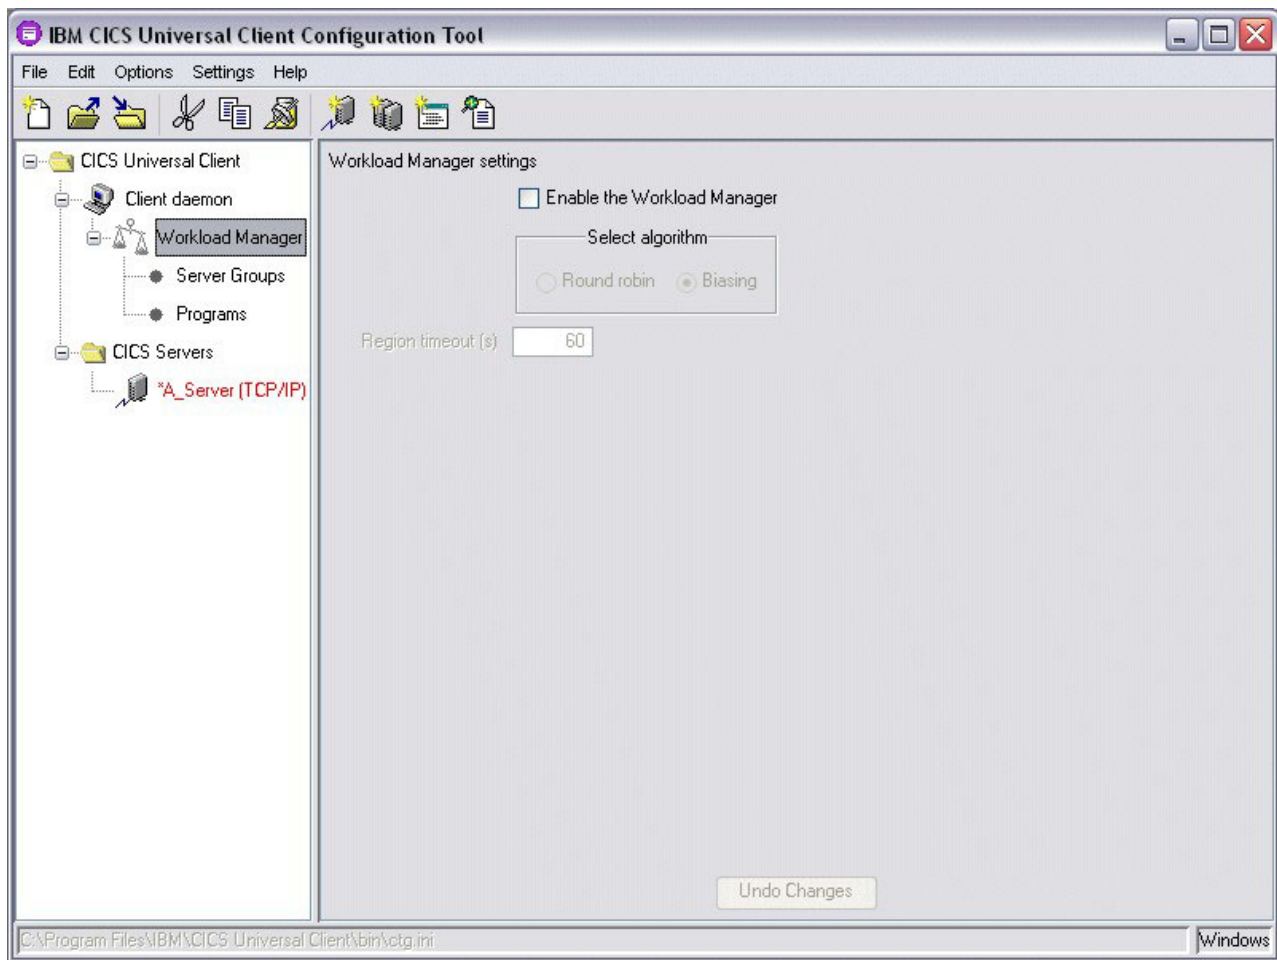 IBM CICS Universal Client Configuration Tool
File Edit Options Settings Help
CICS Universal Client
Client daemon
Workload Manager
Server Groups
Programs
CICS Servers
*A_Server (TCP/IP)
Workload Manager settings
Enable the Workload Manager
Select algorithm
Round robin Biasing
Region timeout (s) 60
Undo Changes
C:\Program Files\IBM\CICS Universal Client\bin\ctg.ini
Windows